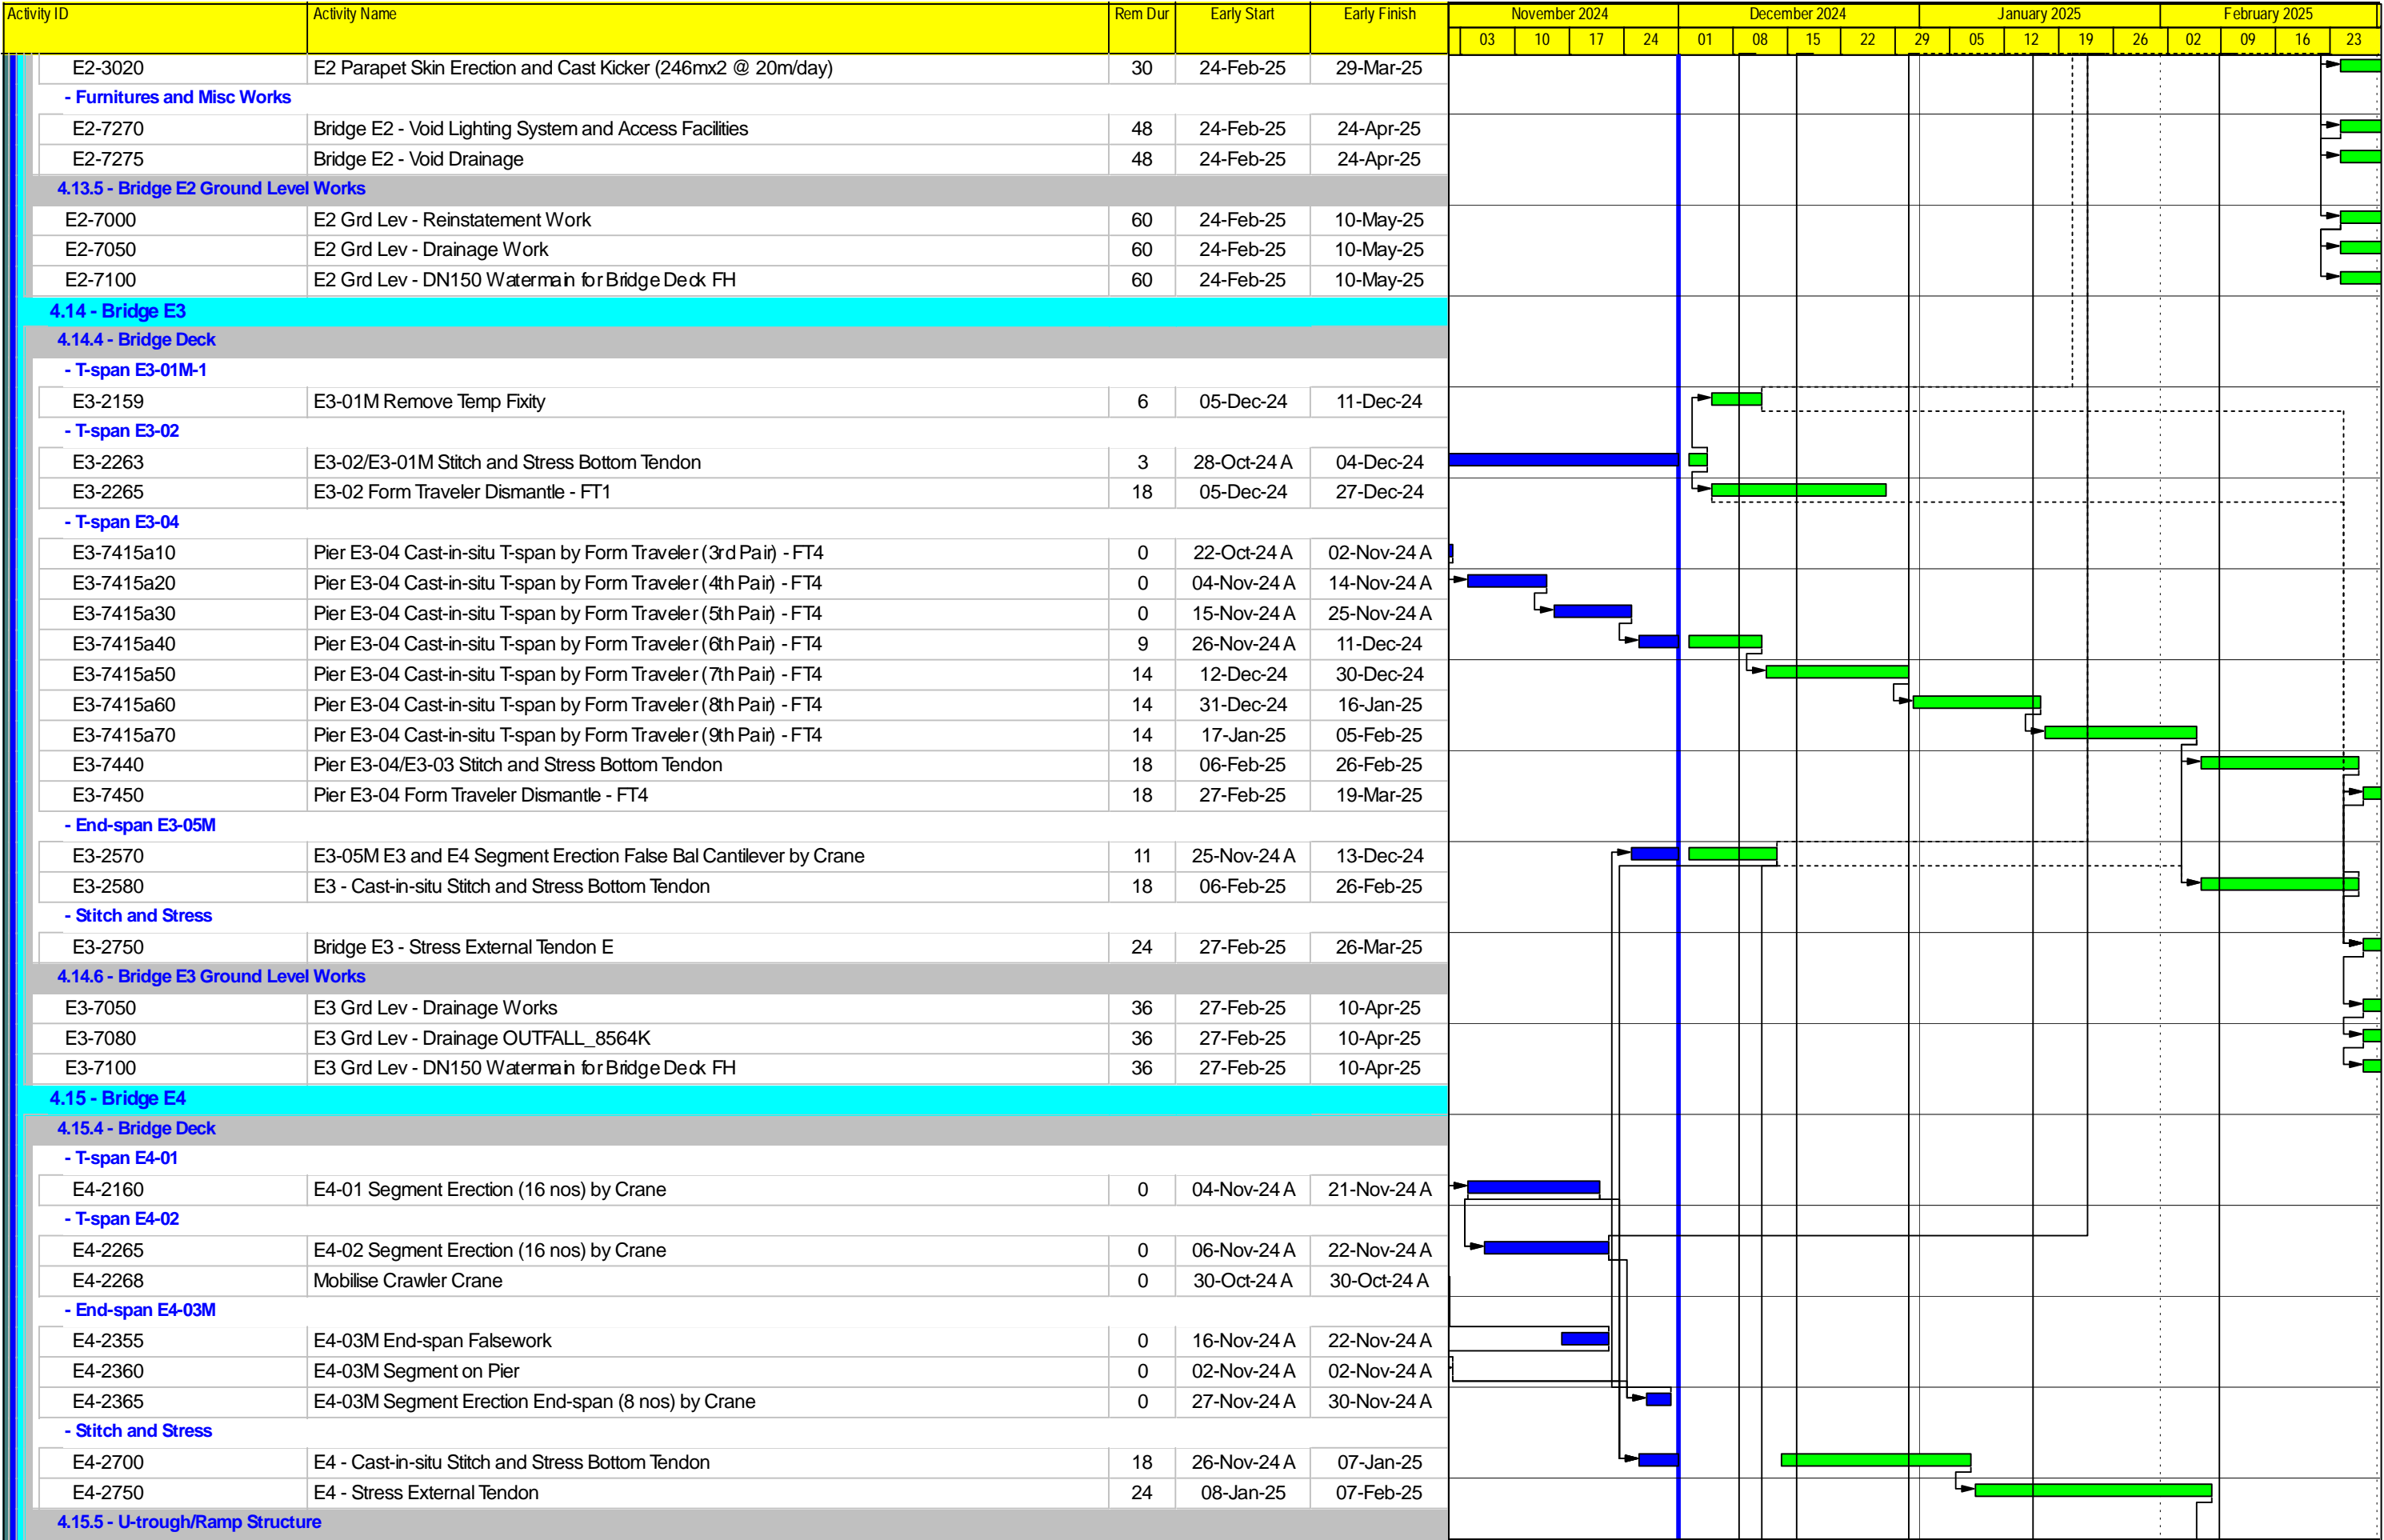 Activity ID Activity Name Rem Dur Early Start Early Finish November 2024 December 2024 January 2025 February 2025
03 10 17 24 01 08 15 22 29 05 12 19 26 02 09 16 23
E2-3020 E2 Parapet Skin Erection and Cast Kicker (246mx2 @ 20m/day) 30 24-Feb-25 29-Mar-25
- Furnitures and Misc Works
E2-7270 Bridge E2 - Void Lighting System and Access Facilities 48 24-Feb-25 24-Apr-25
E2-7275 Bridge E2 - Void Drainage 48 24-Feb-25 24-Apr-25
4.13.5 - Bridge E2 Ground Level Works
E2-7000 E2 Grd Lev - Reinstatement Work 60 24-Feb-25 10-May-25
E2-7050 E2 Grd Lev - Drainage Work 60 24-Feb-25 10-May-25
E2-7100 E2 Grd Lev - DN150 Watermain for Bridge Deck FH 60 24-Feb-25 10-May-25
4.14 - Bridge E3
4.14.4 - Bridge Deck
- T-span E3-01M-1
E3-2159 E3-01M Remove Temp Fixity 6 05-Dec-24 11-Dec-24
- T-span E3-02
E3-2263 E3-02/E3-01M Stitch and Stress Bottom Tendon 3 28-Oct-24 A 04-Dec-24
E3-2265 E3-02 Form Traveler Dismantle - FT1 18 05-Dec-24 27-Dec-24
- T-span E3-04
E3-7415a10 Pier E3-04 Cast-in-situ T-span by Form Traveler (3rd Pair) - FT4 0 22-Oct-24 A 02-Nov-24 A
E3-7415a20 Pier E3-04 Cast-in-situ T-span by Form Traveler (4th Pair) - FT4 0 04-Nov-24 A 14-Nov-24 A
E3-7415a30 Pier E3-04 Cast-in-situ T-span by Form Traveler (5th Pair) - FT4 0 15-Nov-24 A 25-Nov-24 A
E3-7415a40 Pier E3-04 Cast-in-situ T-span by Form Traveler (6th Pair) - FT4 9 26-Nov-24 A 11-Dec-24
E3-7415a50 Pier E3-04 Cast-in-situ T-span by Form Traveler (7th Pair) - FT4 14 12-Dec-24 30-Dec-24
E3-7415a60 Pier E3-04 Cast-in-situ T-span by Form Traveler (8th Pair) - FT4 14 31-Dec-24 16-Jan-25
E3-7415a70 Pier E3-04 Cast-in-situ T-span by Form Traveler (9th Pair) - FT4 14 17-Jan-25 05-Feb-25
E3-7440 Pier E3-04/E3-03 Stitch and Stress Bottom Tendon 18 06-Feb-25 26-Feb-25
E3-7450 Pier E3-04 Form Traveler Dismantle - FT4 18 27-Feb-25 19-Mar-25
- End-span E3-05M
E3-2570 E3-05M E3 and E4 Segment Erection False Bal Cantilever by Crane 11 25-Nov-24 A 13-Dec-24
E3-2580 E3 - Cast-in-situ Stitch and Stress Bottom Tendon 18 06-Feb-25 26-Feb-25
- Stitch and Stress
E3-2750 Bridge E3 - Stress External Tendon E 24 27-Feb-25 26-Mar-25
4.14.6 - Bridge E3 Ground Level Works
E3-7050 E3 Grd Lev - Drainage Works 36 27-Feb-25 10-Apr-25
E3-7080 E3 Grd Lev - Drainage OUTFALL_8564K 36 27-Feb-25 10-Apr-25
E3-7100 E3 Grd Lev - DN150 Watermain for Bridge Deck FH 36 27-Feb-25 10-Apr-25
4.15 - Bridge E4
4.15.4 - Bridge Deck
- T-span E4-01
E4-2160 E4-01 Segment Erection (16 nos) by Crane 0 04-Nov-24 A 21-Nov-24 A
- T-span E4-02
E4-2265 E4-02 Segment Erection (16 nos) by Crane 0 06-Nov-24 A 22-Nov-24 A
E4-2268 Mobilise Crawler Crane 0 30-Oct-24 A 30-Oct-24 A
- End-span E4-03M
E4-2355 E4-03M End-span Falsework 0 16-Nov-24 A 22-Nov-24 A
E4-2360 E4-03M Segment on Pier 0 02-Nov-24 A 02-Nov-24 A
E4-2365 E4-03M Segment Erection End-span (8 nos) by Crane 0 27-Nov-24 A 30-Nov-24 A
- Stitch and Stress
E4-2700 E4 - Cast-in-situ Stitch and Stress Bottom Tendon 18 26-Nov-24 A 07-Jan-25
E4-2750 E4 - Stress External Tendon 24 08-Jan-25 07-Feb-25
4.15.5 - U-trough/Ramp Structure